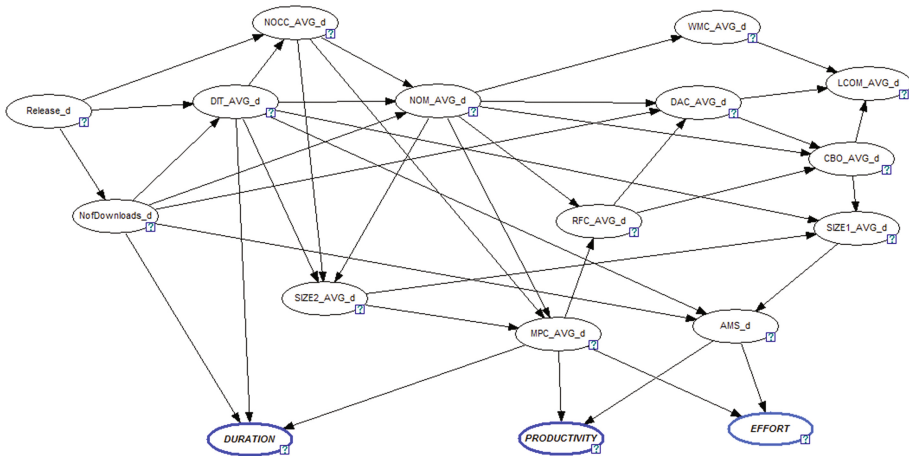 NOCC_AVG_d
?
WMC_AVG_d
?
LCOM_AVG_d
?
Release_d
?
DIT_AVG_d
?
NOM_AVG_d
?
DAC_AVG_d
?
CBO_AVG_d
?
NofDownloads_d
?
RFC_AVG_d
?
SIZE1_AVG_d
?
SIZE2_AVG_d
?
MPC_AVG_d
?
AMS_d
?
DURATION
?
PRODUCTIVITY
?
EFFORT
?